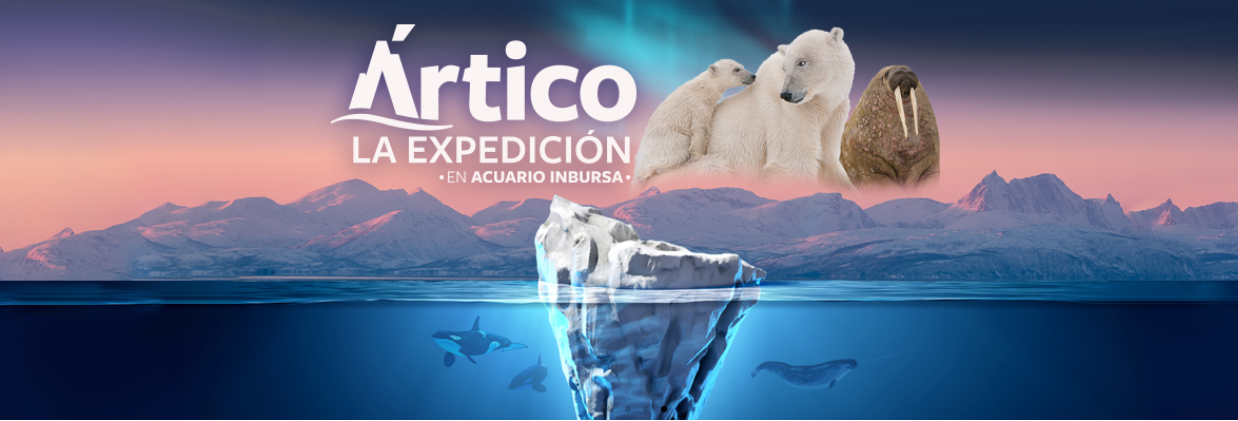 Ártico
LA EXPEDICIÓN
•EN ACUARIO INBURSA•